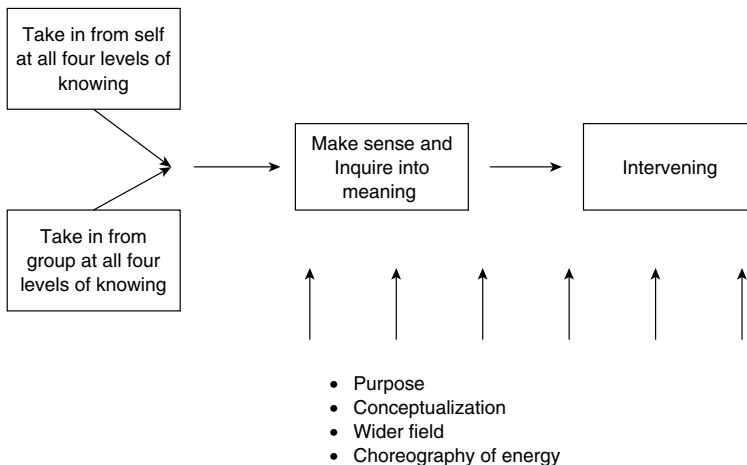 Take in from self
at all four levels of
knowing
Take in from
group at all four
levels of knowing
Make sense and
Inquire into
meaning
Intervening
• Purpose
• Conceptualization
• Wider field
• Choreography of energy